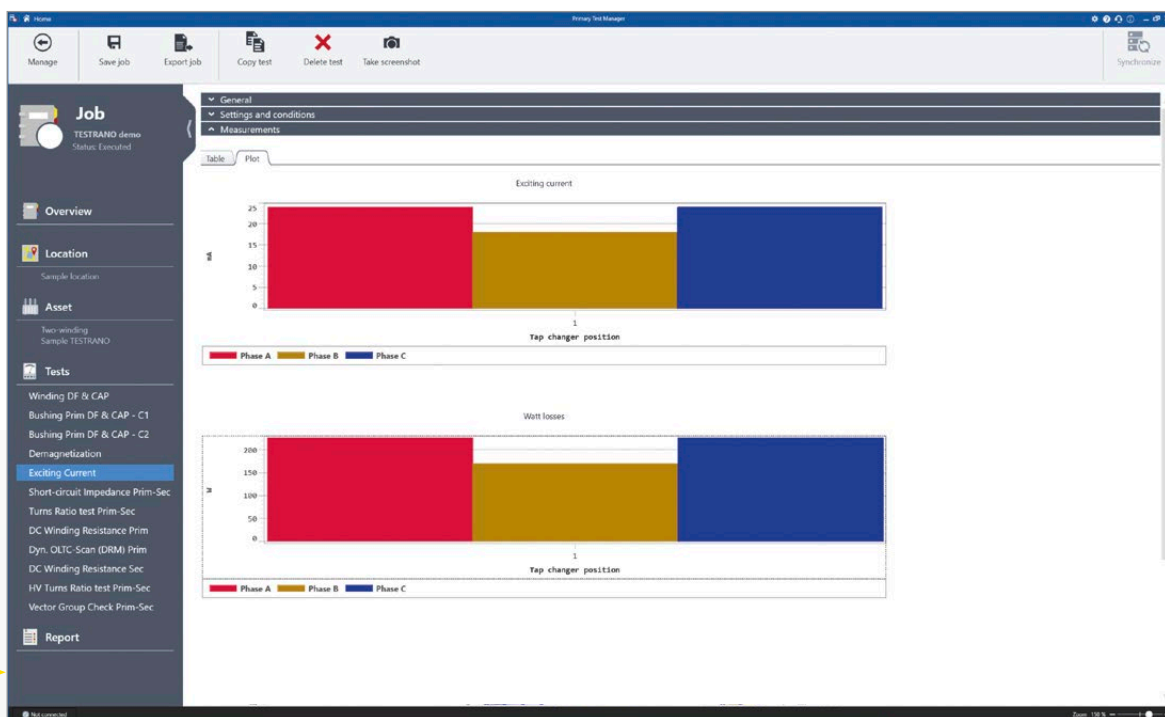 Home
Primary Test Manager
Manage
Save job
Export job
Copy test
Delete test
Take screenshot
Synchronize
Job
TESTRANO demo
Status: Executed
Overview
Location
Sample location
Asset
Two-winding
Sample TESTRANO
Tests
Winding DF & CAP
Bushing Prim DF & CAP - C1
Bushing Prim DF & CAP - C2
Demagnetization
Exciting Current
Short-circuit Impedance Prim-Sec
Turns Ratio test Prim-Sec
DC Winding Resistance Prim
Dyn. OLTC-Scan (DRM) Prim
DC Winding Resistance Sec
HV Turns Ratio test Prim-Sec
Vector Group Check Prim-Sec
Report
General
Settings and conditions
Measurements
Table Plot
Exciting current
25
20
15
10
5
0
mA
1
Tap changer position
Phase A Phase B Phase C
Watt losses
200
150
100
50
0
W
1
Tap changer position
Phase A Phase B Phase C
Not connected
Zoom 130 %